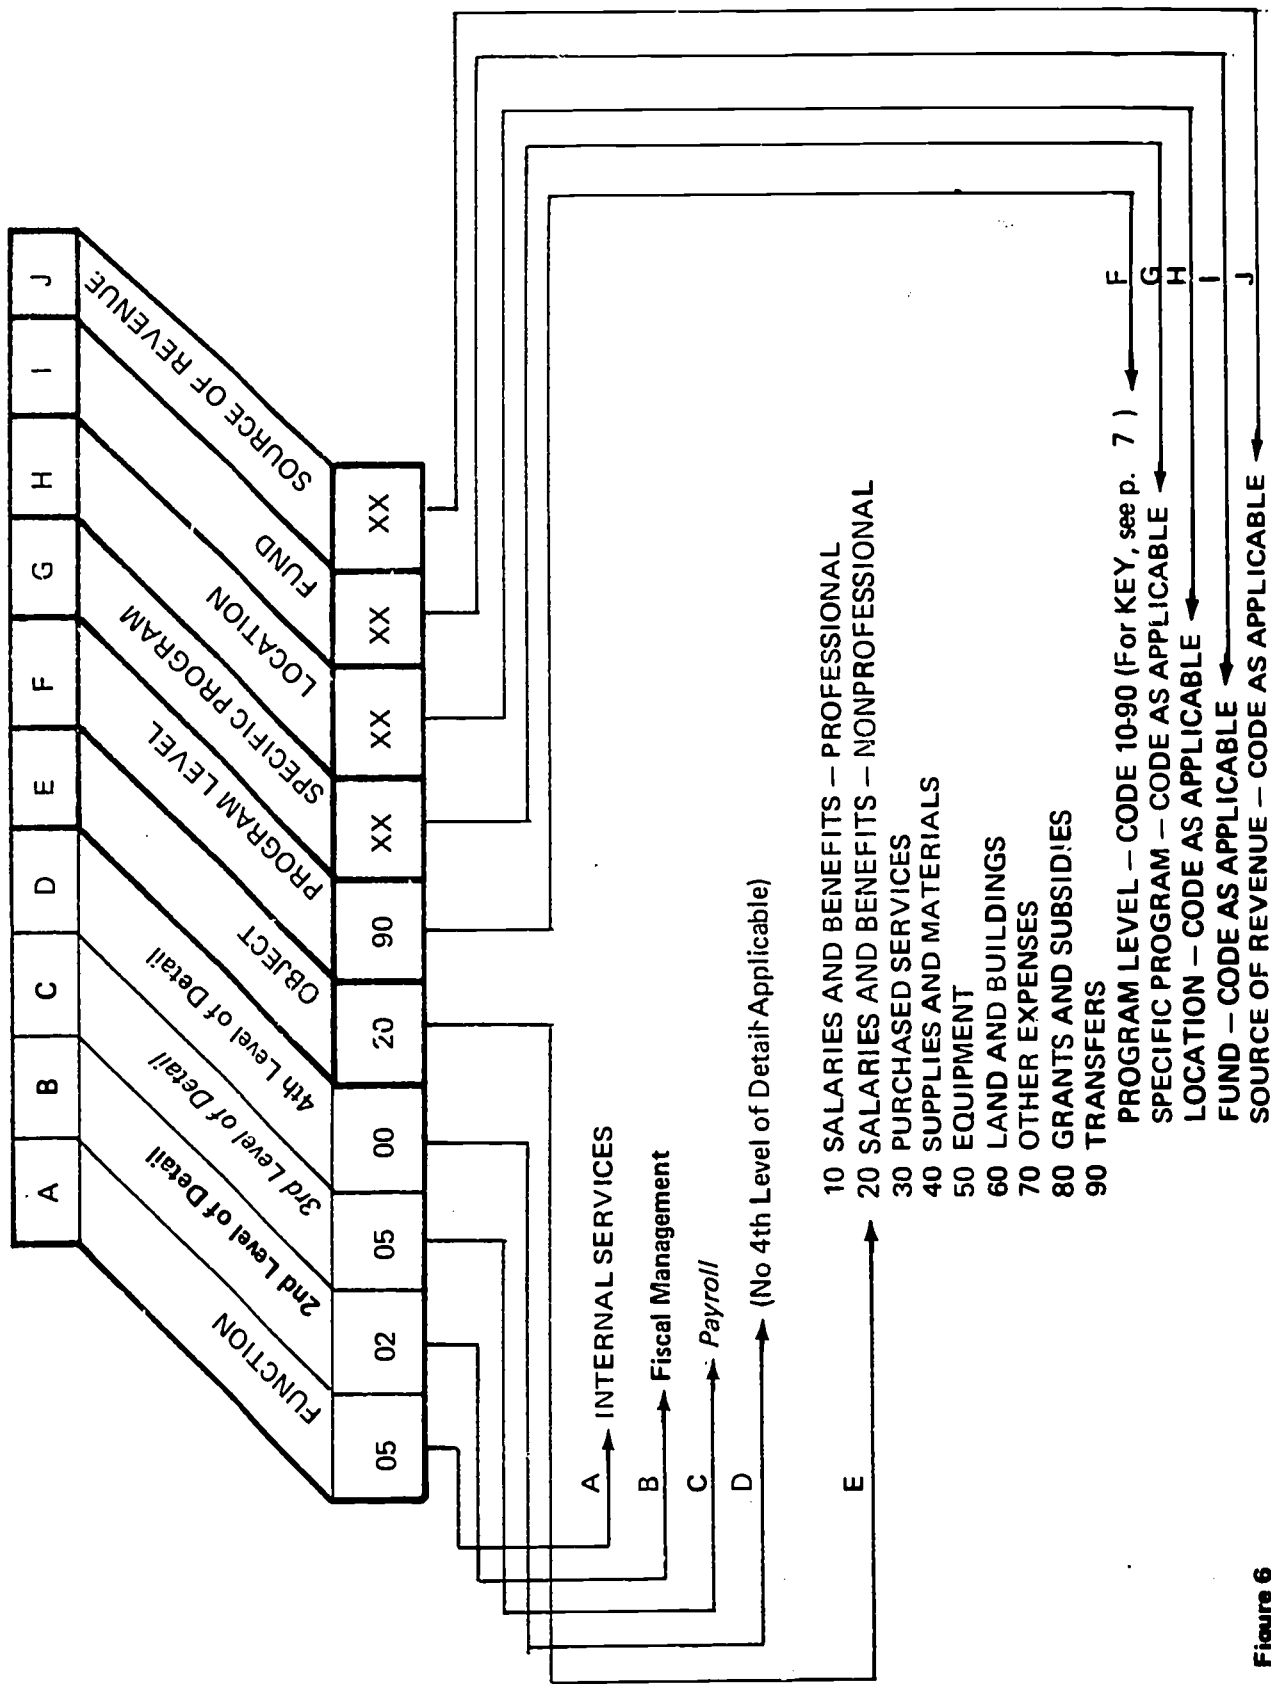 A B C D E F G H I J
FUNCTION
2nd Level of Detail
3rd Level of Detail
4th Level of Detail
OBJECT
PROGRAM LEVEL
SPECIFIC PROGRAM
LOCATION
FUND
SOURCE OF REVENUE
05 02 05 00 20 90 XX XX XX XX
A INTERNAL SERVICES
B Fiscal Management
C Payroll
D (No 4th Level of Detail Applicable)
E
10 SALARIES AND BENEFITS – PROFESSIONAL
20 SALARIES AND BENEFITS – NONPROFESSIONAL
30 PURCHASED SERVICES
40 SUPPLIES AND MATERIALS
50 EQUIPMENT
60 LAND AND BUILDINGS
70 OTHER EXPENSES
80 GRANTS AND SUBSIDIES
90 TRANSFERS
PROGRAM LEVEL – CODE 10-90 (For KEY, see p. 7 ) F
SPECIFIC PROGRAM – CODE AS APPLICABLE G
LOCATION – CODE AS APPLICABLE H
FUND – CODE AS APPLICABLE I
SOURCE OF REVENUE – CODE AS APPLICABLE J
Figure 6